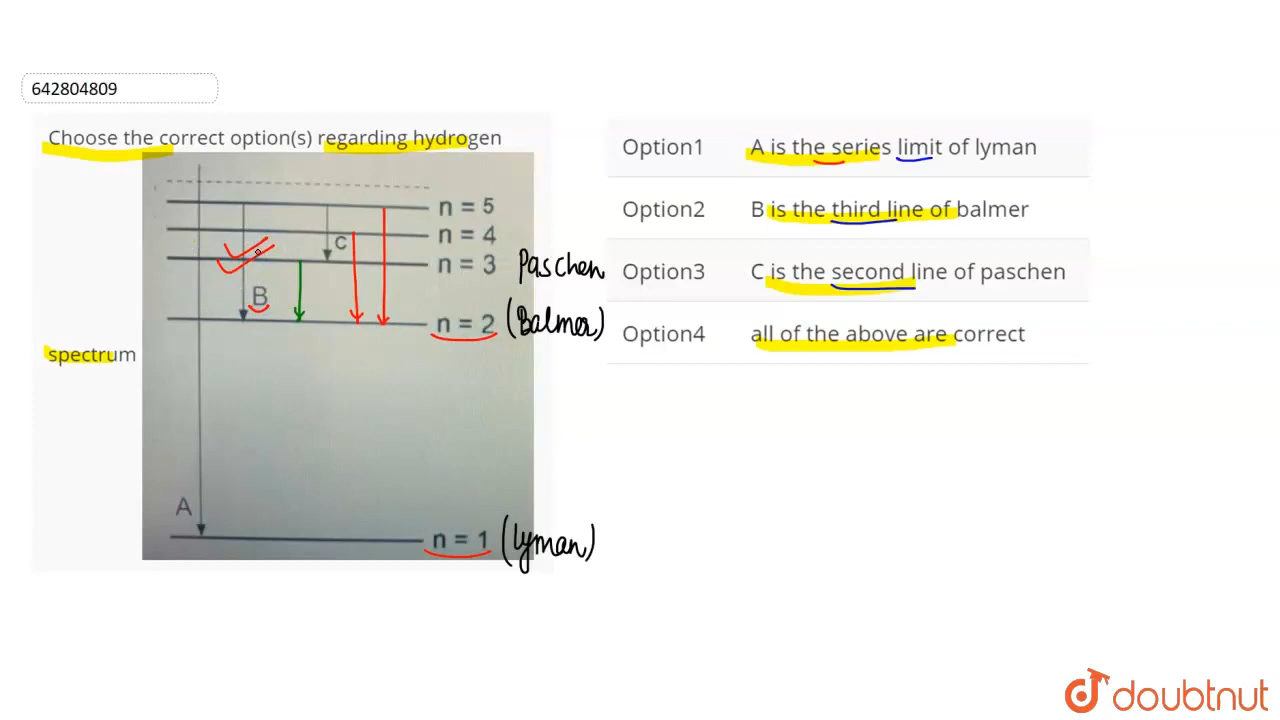 642804809
Choose the correct option(s) regarding hydrogen
n = 5
n = 4
C
n = 3 Paschen
B
n = 2 (Balmer)
spectrum
A
n = 1 (lyman)
Option1 A is the series limit of lyman
Option2 B is the third line of balmer
Option3 C is the second line of paschen
Option4 all of the above are correct
doubtnut